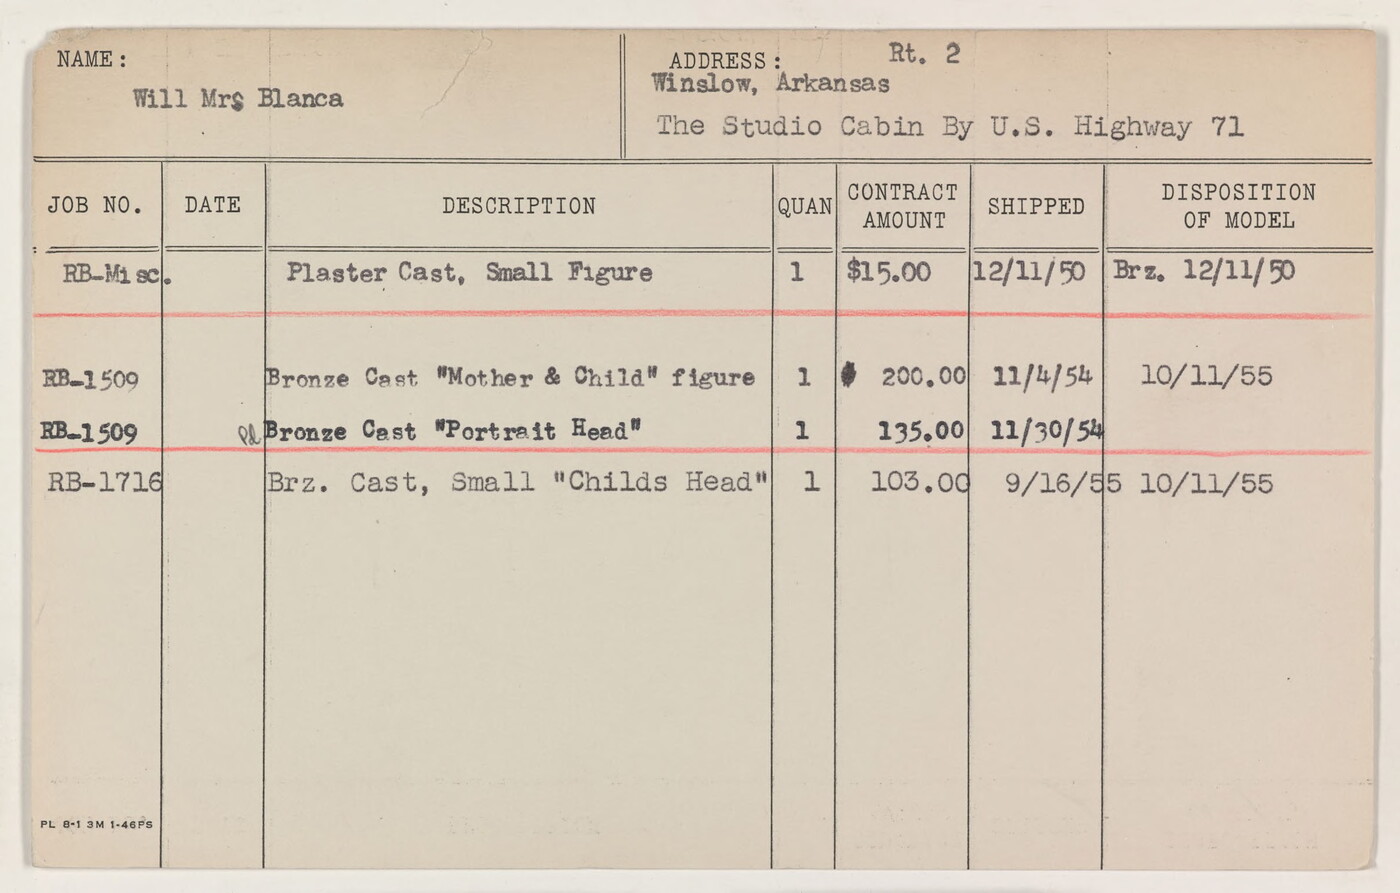 NAME:
Will Mrs Blanca
ADDRESS: Rt. 2
Winslow, Arkansas
The Studio Cabin By U.S. Highway 71
JOB NO. DATE DESCRIPTION QUAN CONTRACT AMOUNT SHIPPED DISPOSITION OF MODEL
RB-Misc. Plaster Cast, Small Figure 1 $15.00 12/11/50 Brz. 12/11/50
RB-1509 Bronze Cast "Mother & Child" figure 1 200.00 11/4/54 10/11/55
RB-1509 Bronze Cast "Portrait Head" 1 135.00 11/30/54
RB-1716 Brz. Cast, Small "Childs Head" 1 103.00 9/16/55 10/11/55
PL 8-1 3M 1-46PS